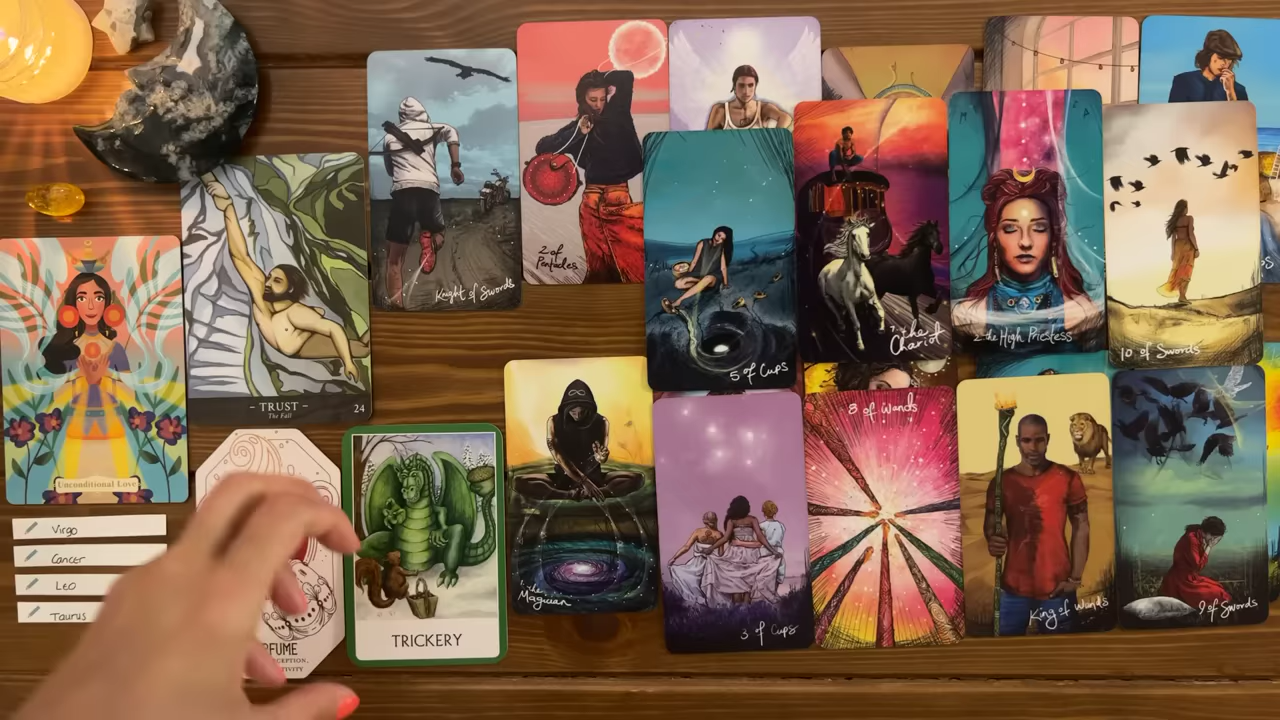 Knight of Swords
2 of
Pentacles
5 of Cups
7. the
Chariot
2 the High Priestess
10 of Swords
- TRUST -
The Fall
24
Unconditional Love
Virgo
Cancer
Leo
Taurus
TRICKERY
1. the
Magician
3 of Cups
8 of Wands
King of Wands
9 of Swords